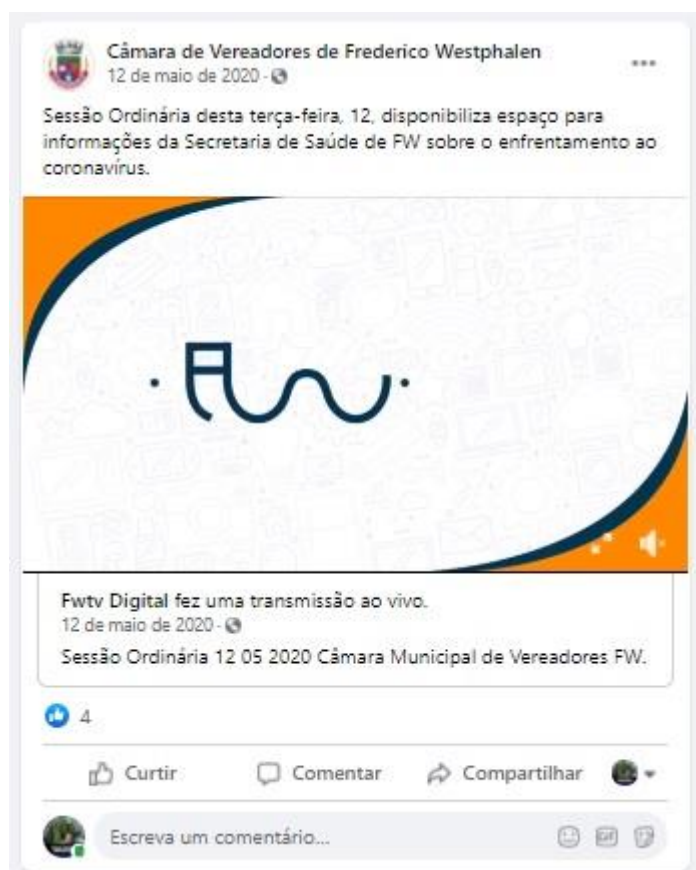 Câmara de Vereadores de Frederico Westphalen
12 de maio de 2020 ·
Sessão Ordinária desta terça-feira, 12, disponibiliza espaço para
informações da Secretaria de Saúde de FW sobre o enfrentamento ao
coronavírus.
Fwtv Digital fez uma transmissão ao vivo.
12 de maio de 2020 ·
Sessão Ordinária 12 05 2020 Câmara Municipal de Vereadores FW.
4
Curtir Comentar Compartilhar
Escreva um comentário...
GIF